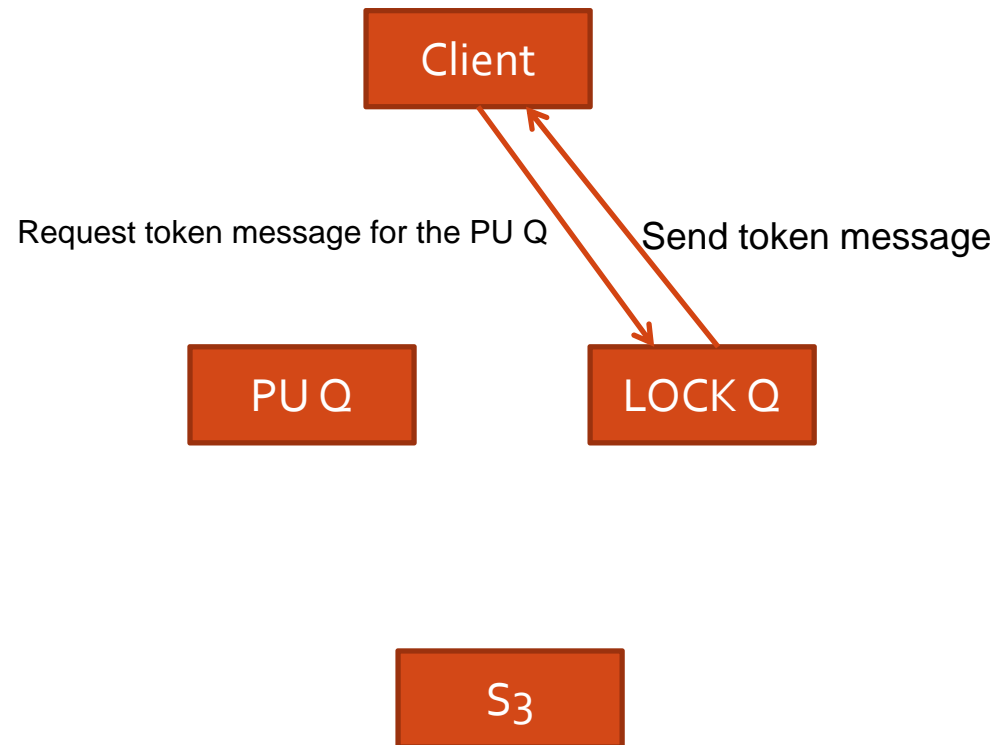 Client
Request token message for the PU Q
Send token message
PU Q
LOCK Q
S3